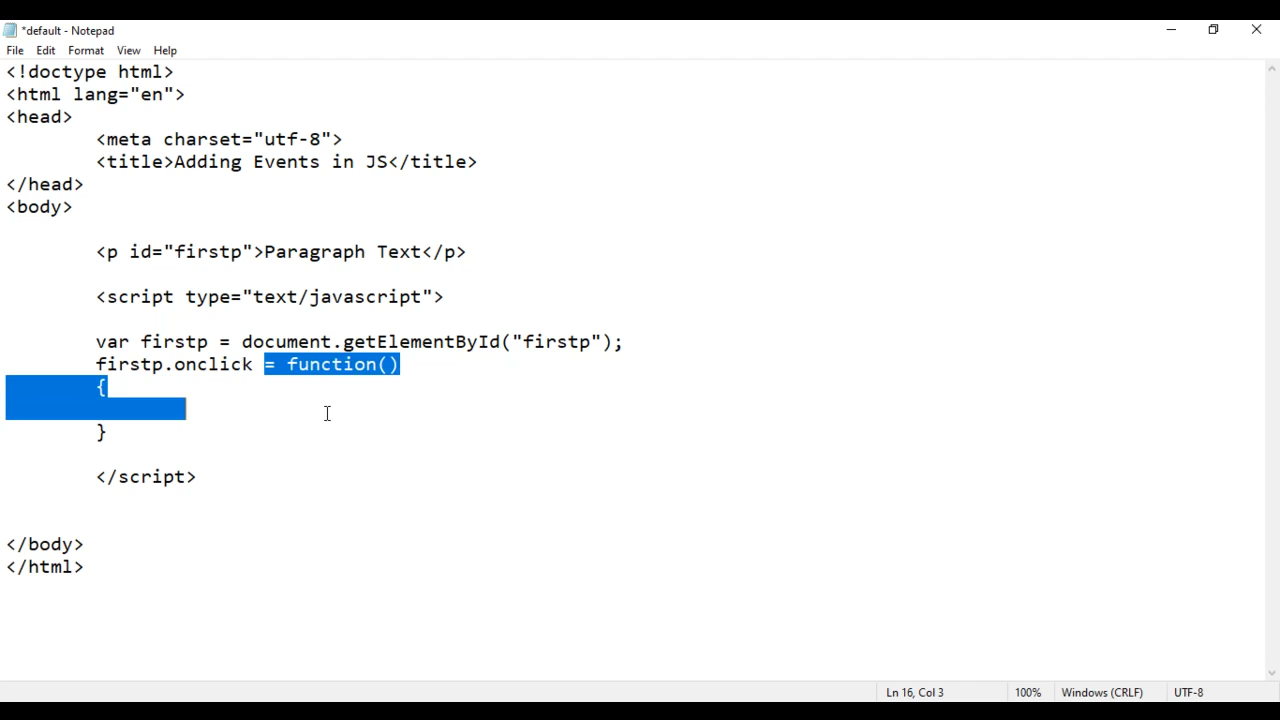 *default - Notepad
File Edit Format View Help
<!doctype html>
<html lang="en">
<head>
<meta charset="utf-8">
<title>Adding Events in JS</title>
</head>
<body>
<p id="firstp">Paragraph Text</p>
<script type="text/javascript">
var firstp = document.getElementById("firstp");
firstp.onclick = function()
{
}
</script>
</body>
</html>
Ln 16, Col 3 100% Windows (CRLF) UTF-8